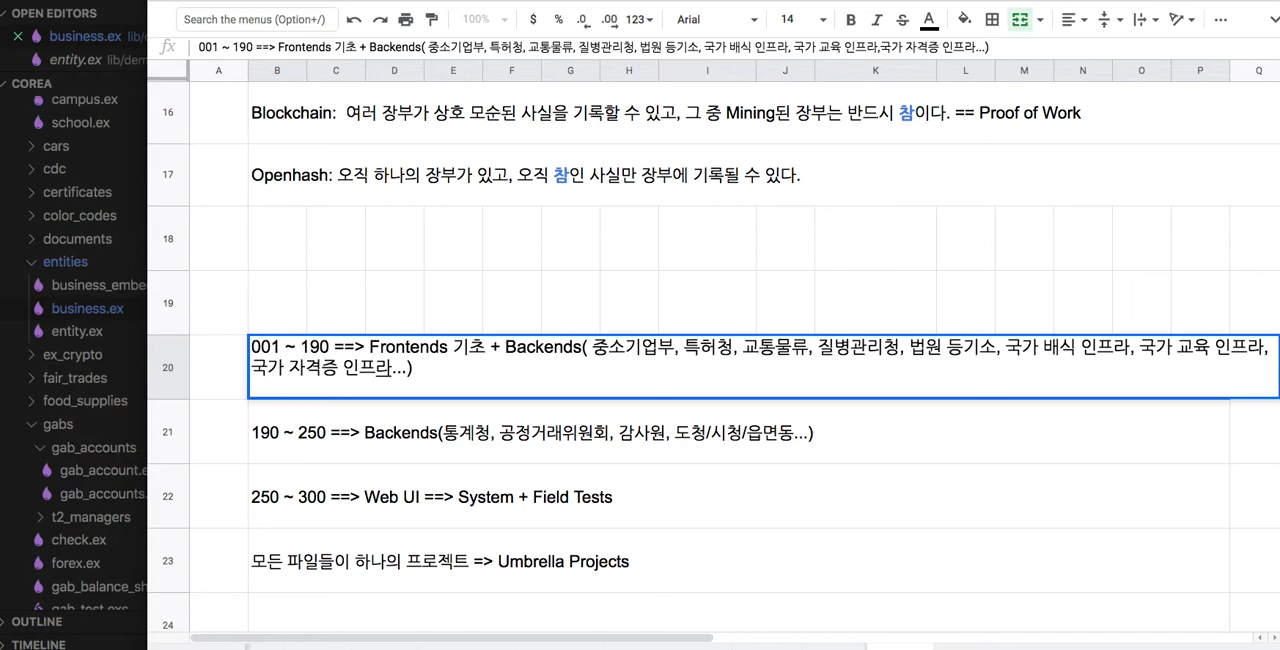 OPEN EDITORS
business.ex lib/
entity.ex lib/dem
COREA
campus.ex
school.ex
cars
cdc
certificates
color_codes
documents
entities
business_embe
business.ex
entity.ex
ex_crypto
fair_trades
food_supplies
gabs
gab_accounts
gab_account.e
gab_accounts.
t2_managers
check.ex
forex.ex
gab_balance_sh
gab_test.exs
OUTLINE
TIMELINE
Search the menus (Option+/)
100%
$ % .0 .00 123
Arial
14
B I S A
fx
001 ~ 190 ==> Frontends 기초 + Backends( 중소기업부, 특허청, 교통물류, 질병관리청, 법원 등기소, 국가 배식 인프라, 국가 교육 인프라,국가 자격증 인프라...)
A B C D E F G H I J K L M N O P Q
16
Blockchain: 여러 장부가 상호 모순된 사실을 기록할 수 있고, 그 중 Mining된 장부는 반드시 참이다. == Proof of Work
17
Openhash: 오직 하나의 장부가 있고, 오직 참인 사실만 장부에 기록될 수 있다.
18
19
20
001 ~ 190 ==> Frontends 기초 + Backends( 중소기업부, 특허청, 교통물류, 질병관리청, 법원 등기소, 국가 배식 인프라, 국가 교육 인프라,
국가 자격증 인프라...)
21
190 ~ 250 ==> Backends(통계청, 공정거래위원회, 감사원, 도청/시청/읍면동...)
22
250 ~ 300 ==> Web UI ==> System + Field Tests
23
모든 파일들이 하나의 프로젝트 => Umbrella Projects
24